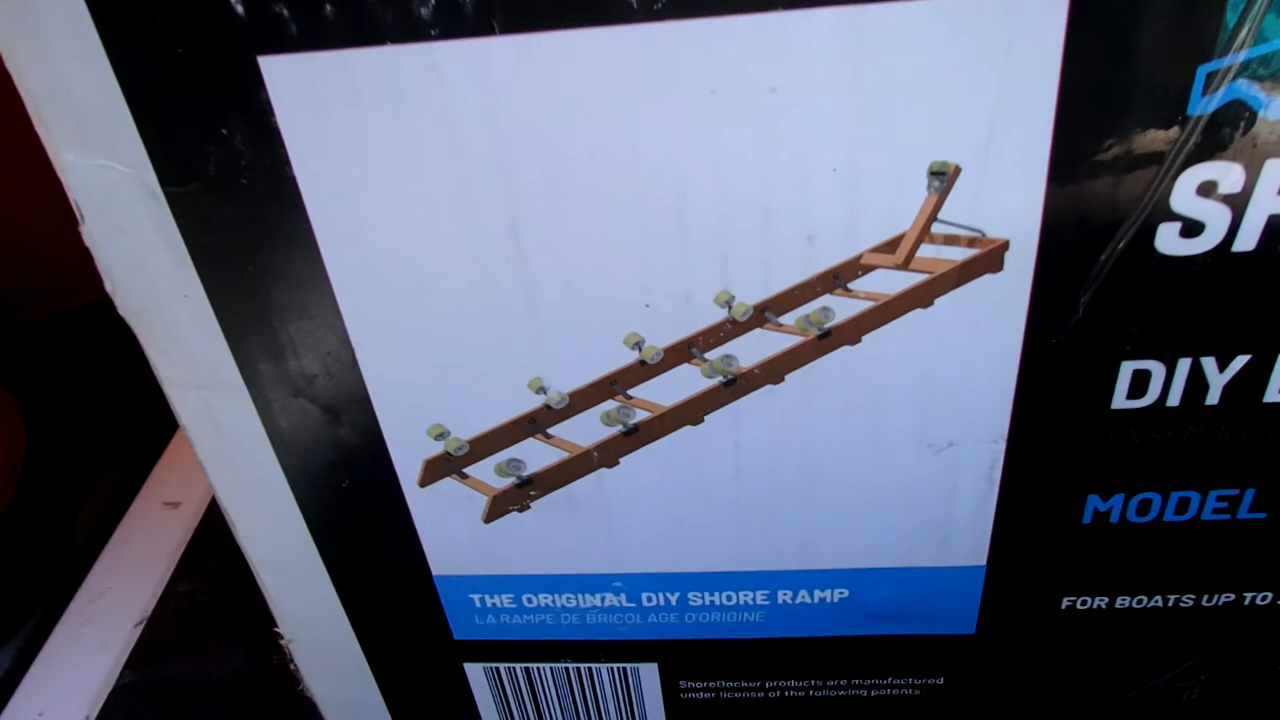 SH
DIY
MODEL
FOR BOATS UP TO
THE ORIGINAL DIY SHORE RAMP
LA RAMPE DE BRICOLAGE D'ORIGINE
ShoreDocker products are manufactured
under license of the following patents: